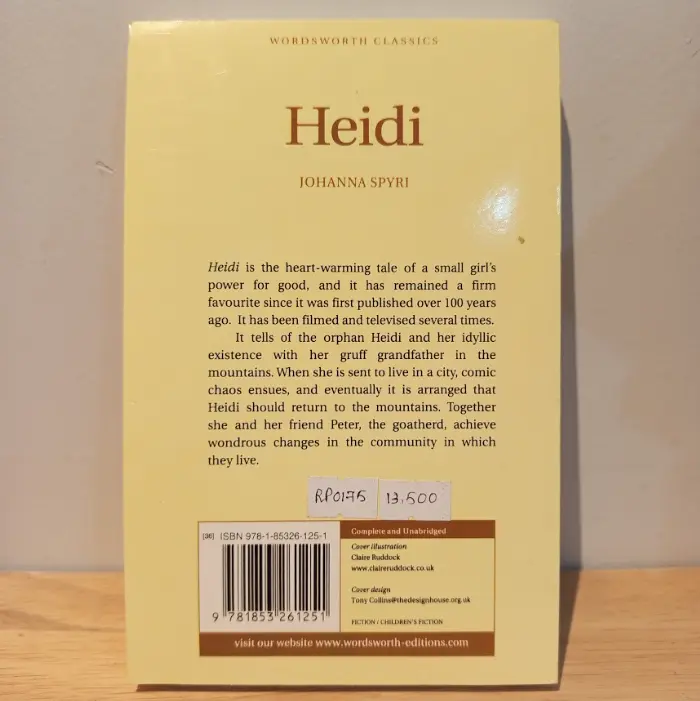 WORDSWORTH CLASSICS
Heidi
JOHANNA SPYRI
Heidi is the heart-warming tale of a small girl's
power for good, and it has remained a firm
favourite since it was first published over 100 years
ago. It has been filmed and televised several times.
It tells of the orphan Heidi and her idyllic
existence with her gruff grandfather in the
mountains. When she is sent to live in a city, comic
chaos ensues, and eventually it is arranged that
Heidi should return to the mountains. Together
she and her friend Peter, the goatherd, achieve
wondrous changes in the community in which
they live.
RP0175 13,500
[36] ISBN 978-1-85326-125-1
9 781853 261251
Complete and Unabridged
Cover illustration
Claire Ruddock
www.claireruddock.co.uk
Cover design
Tony Collins@thedesignhouse.org.uk
FICTION / CHILDREN'S FICTION
visit our website www.wordsworth-editions.com